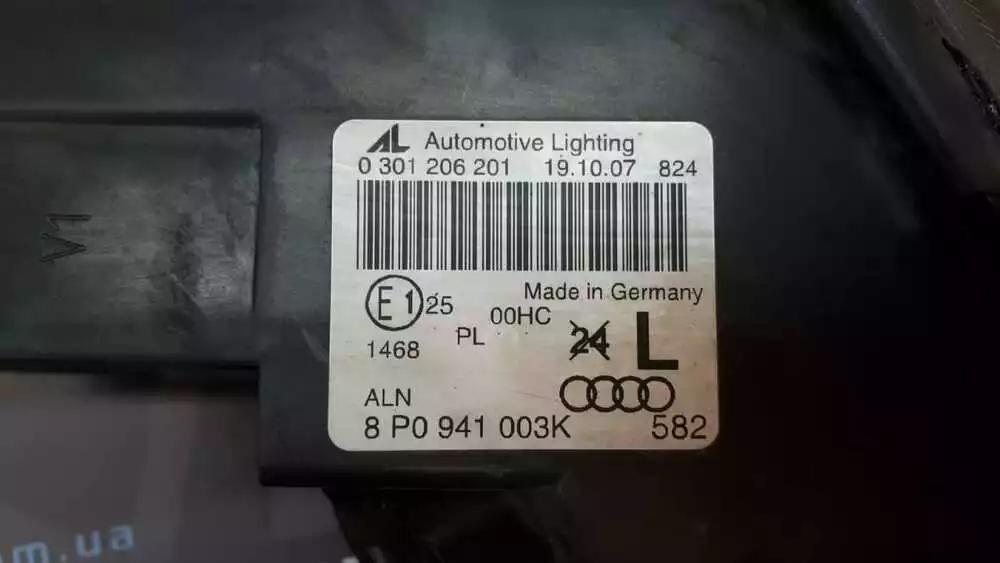 AL Automotive Lighting
0 301 206 201 19.10.07 824
Made in Germany
E1 25
00HC
PL
1468
24 L
ALN
8 P0 941 003K 582
V1
m.ua